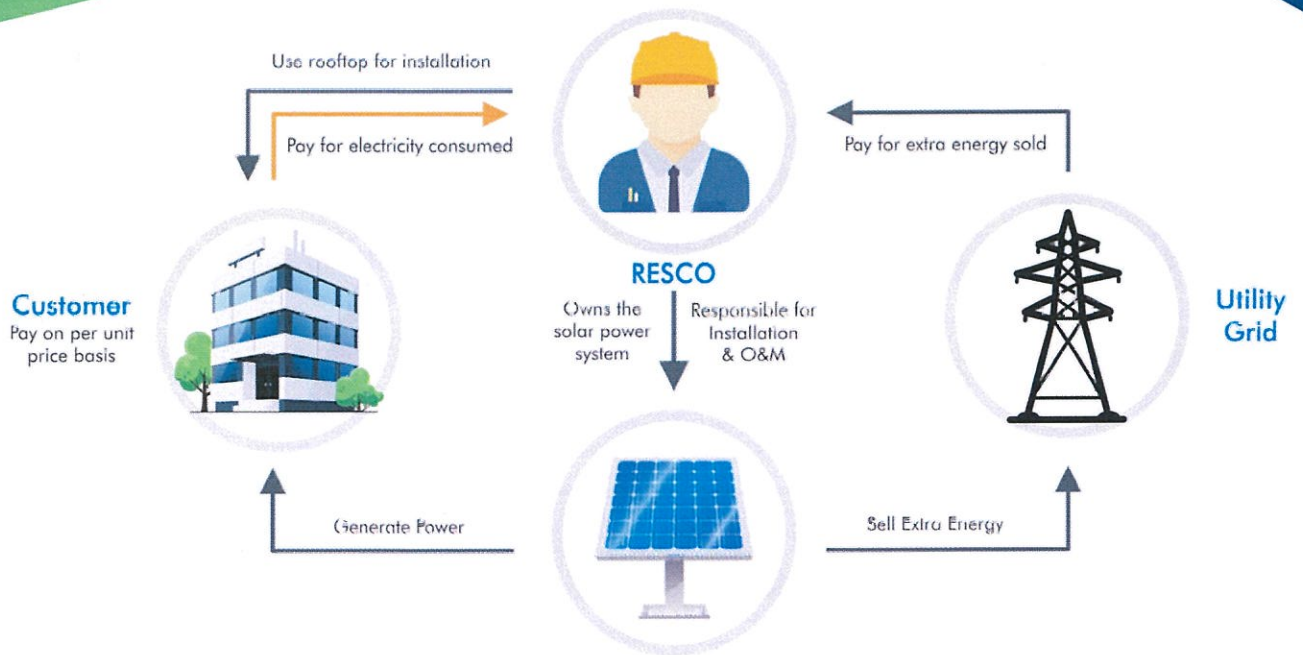 Use rooftop for installation
Pay for electricity consumed
Pay for extra energy sold
RESCO
Owns the
solar power
system
Responsible for
Installation
& O&M
Customer
Pay on per unit
price basis
Utility
Grid
Generate Power
Sell Extra Energy